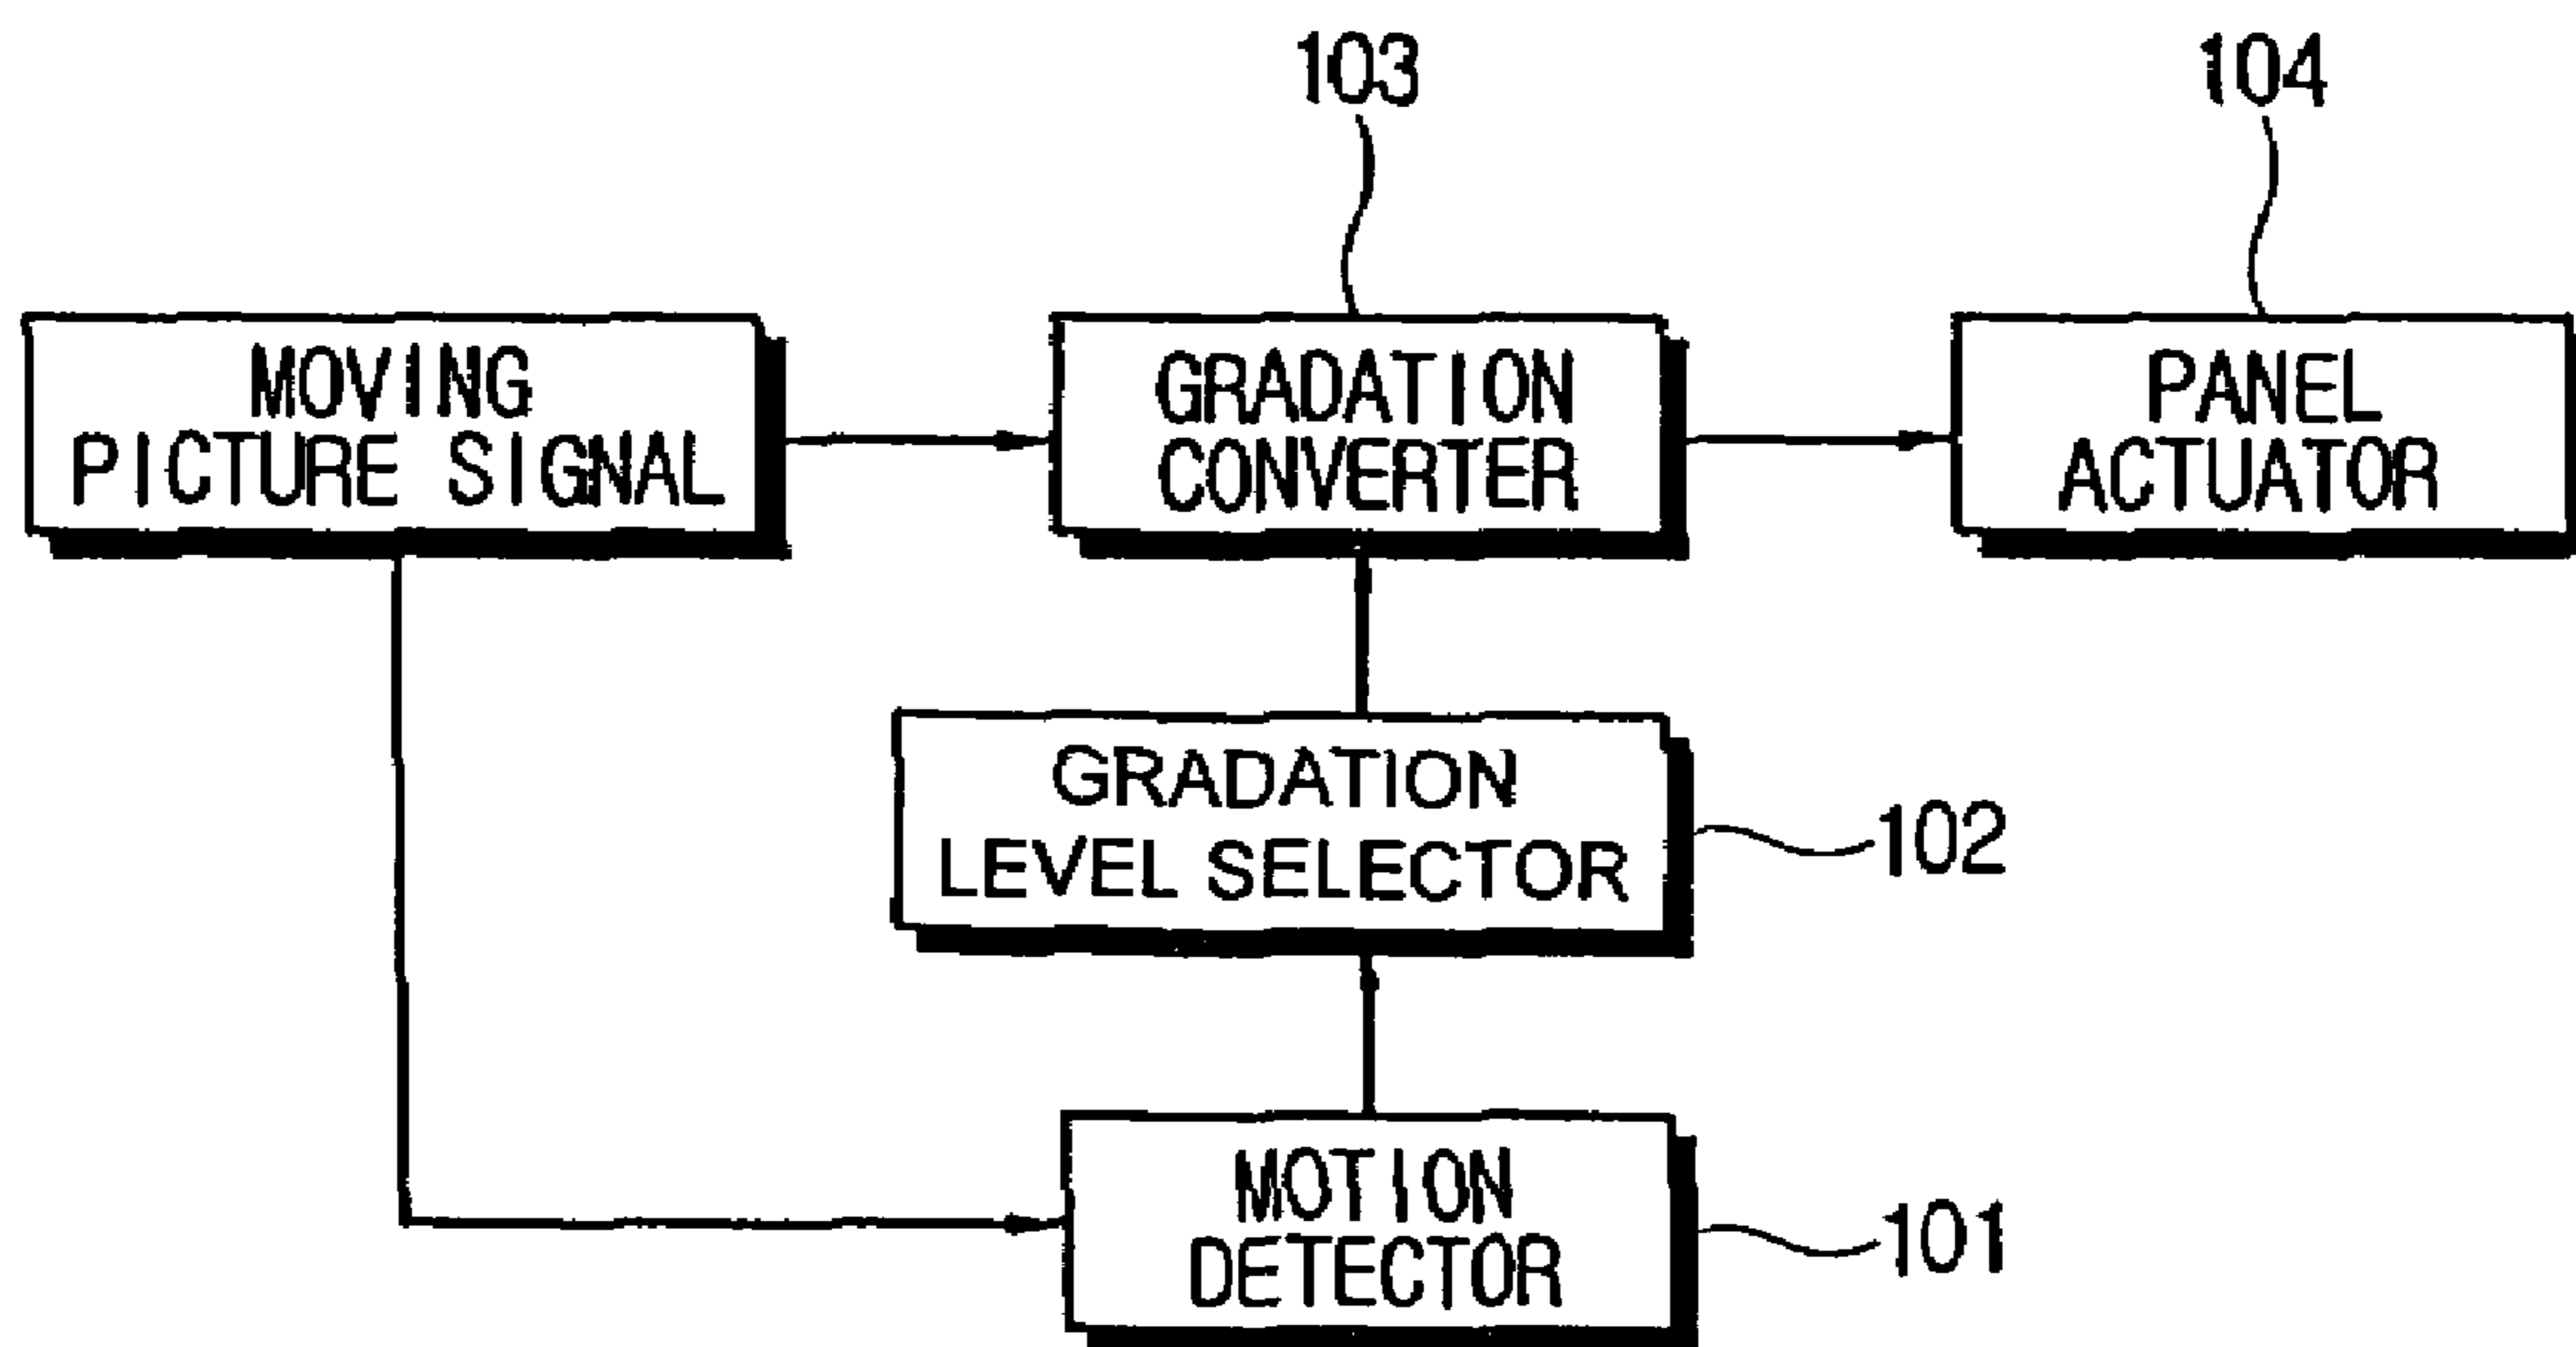 103
104
MOVING
PICTURE SIGNAL
GRADATION
CONVERTER
PANEL
ACTUATOR
GRADATION
LEVEL SELECTOR
102
MOTION
DETECTOR
101